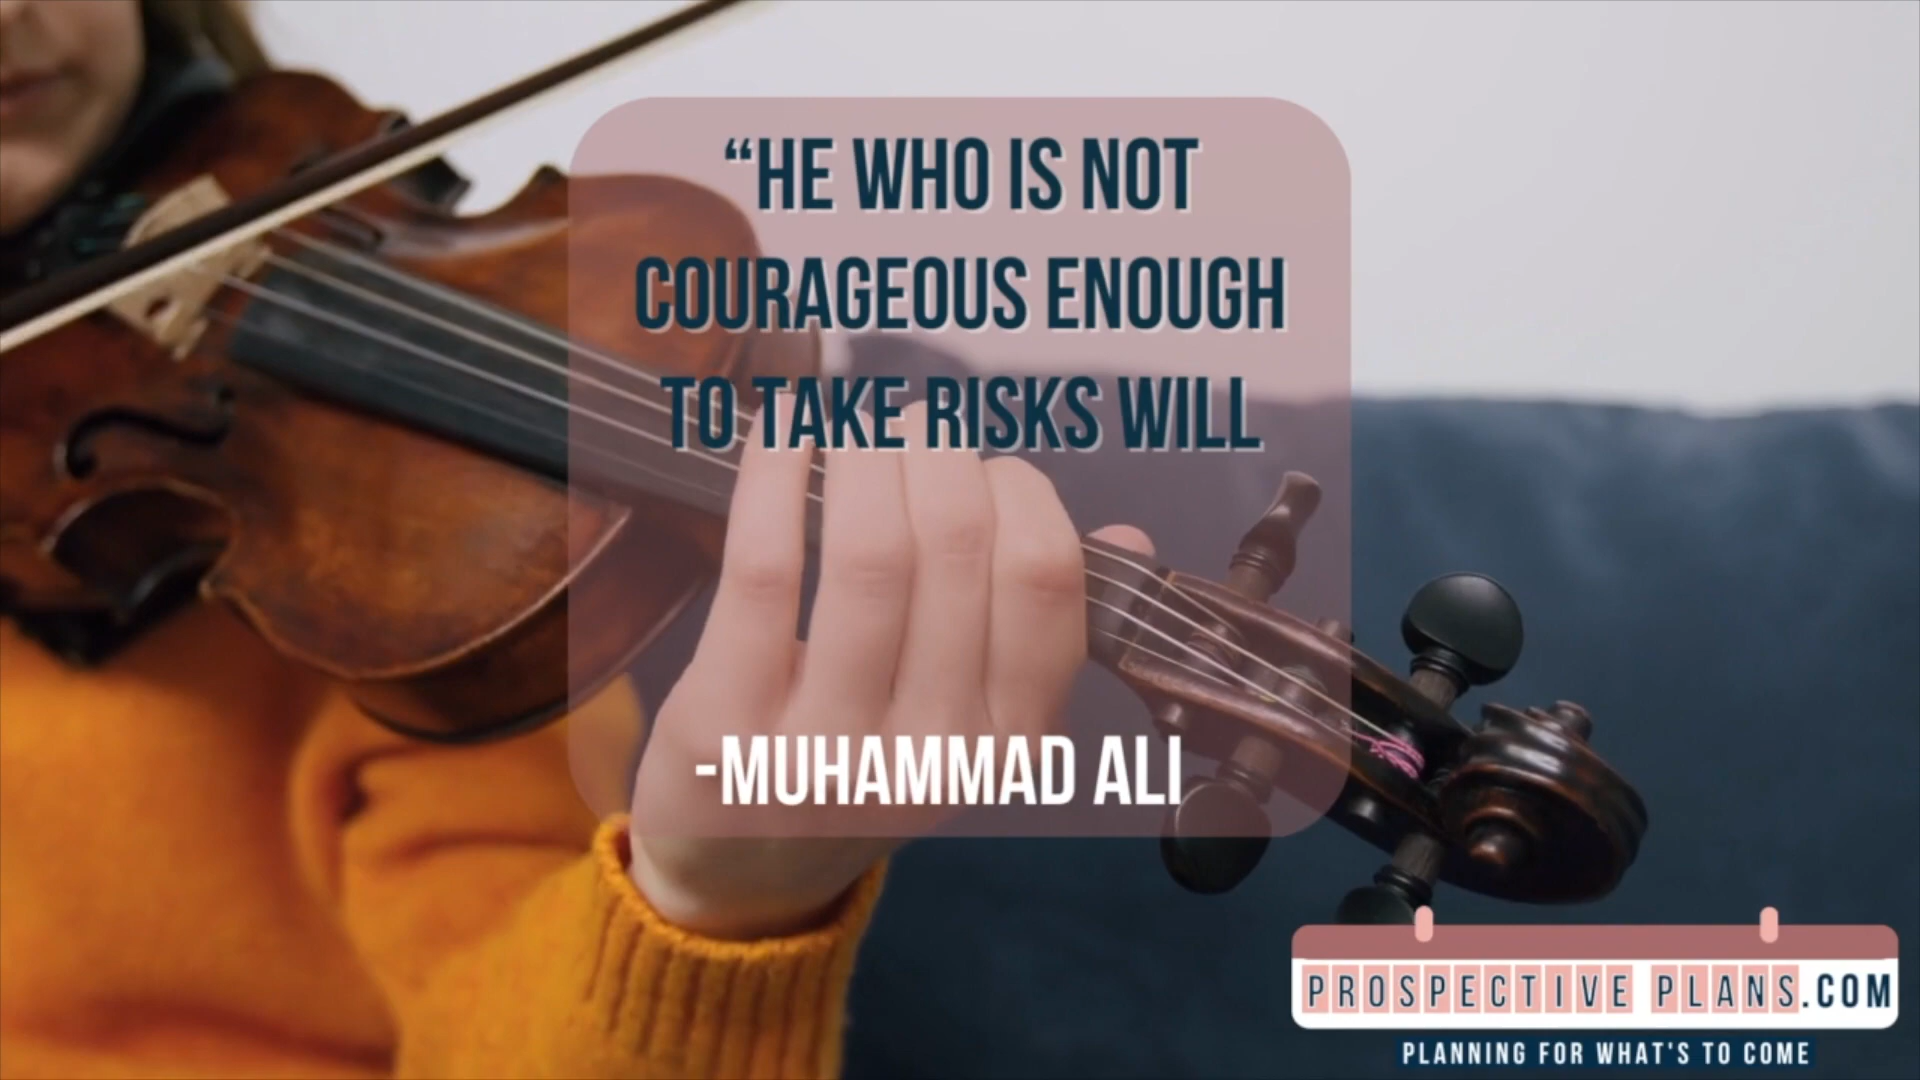 “HE WHO IS NOT
COURAGEOUS ENOUGH
TO TAKE RISKS WILL
-MUHAMMAD ALI
PROSPECTIVE PLANS.COM
PLANNING FOR WHAT'S TO COME